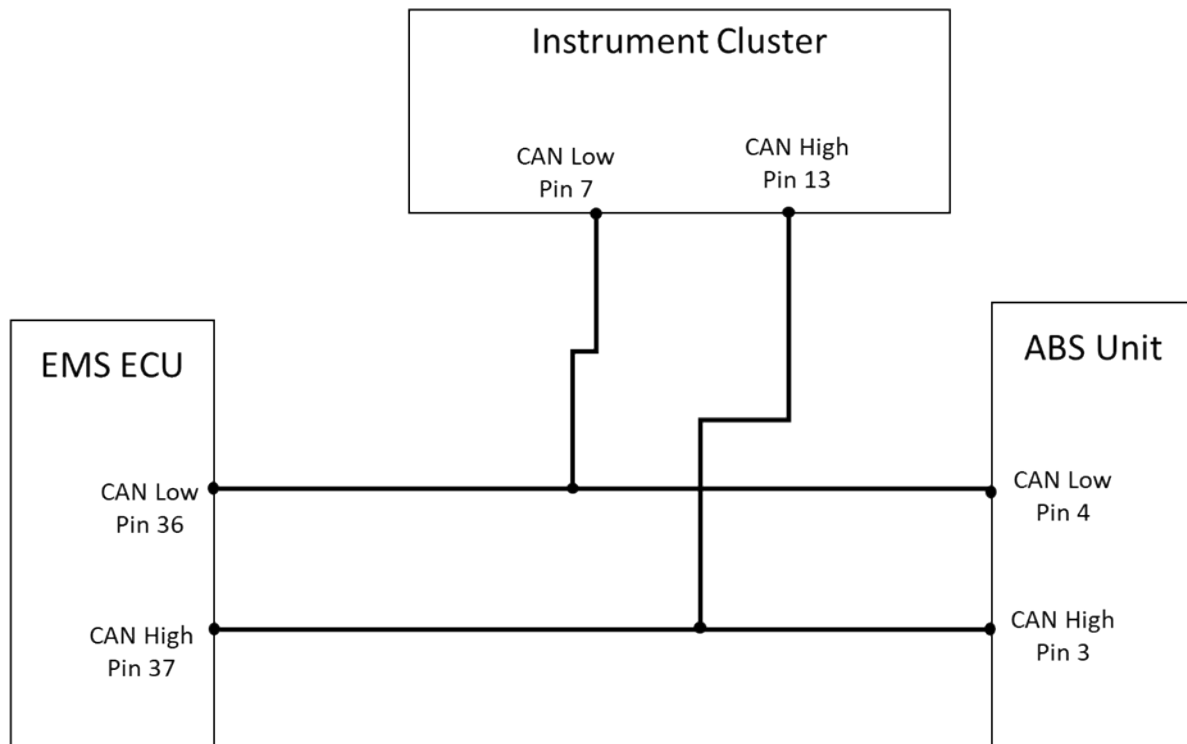 Instrument Cluster
CAN Low
Pin 7
CAN High
Pin 13
EMS ECU
CAN Low
Pin 36
CAN High
Pin 37
ABS Unit
CAN Low
Pin 4
CAN High
Pin 3